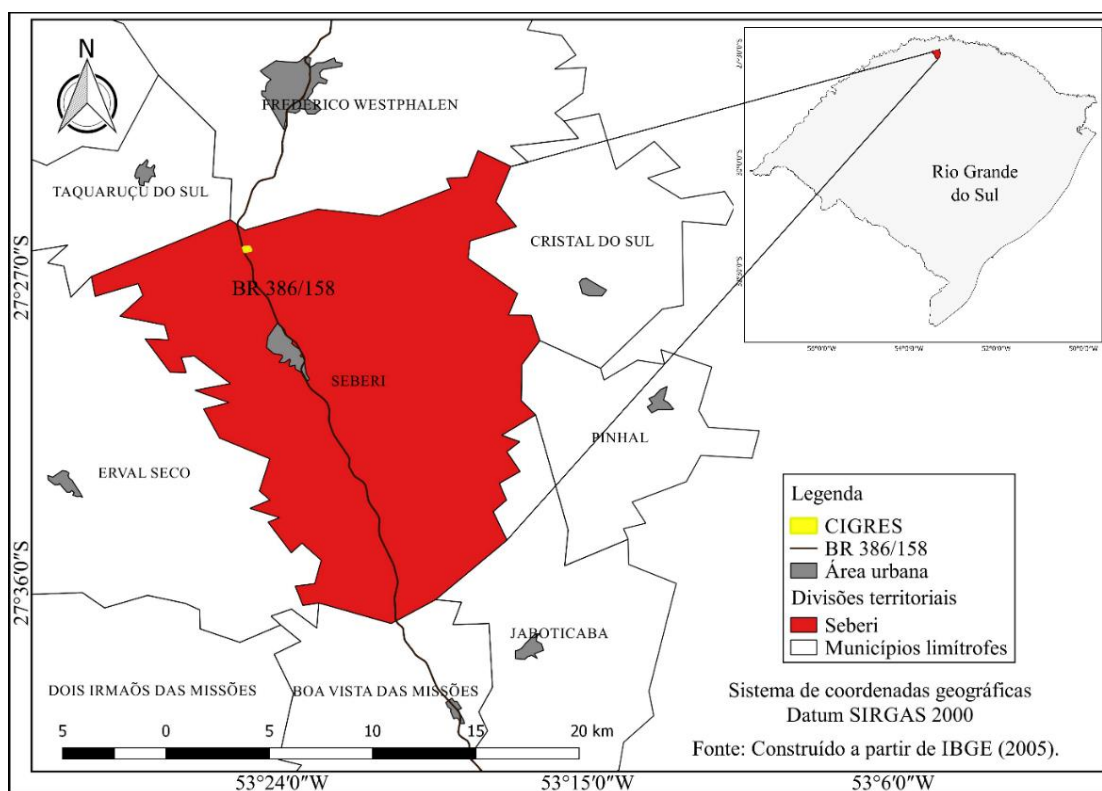 N
FREDERICO WESTPHALEN
TAQUARUÇU DO SUL
CRISTAL DO SUL
BR 386/158
SEBERI
PINHAL
ERVAL SECO
JABOTICABA
DOIS IRMAÕS DAS MISSÕES
BOA VISTA DAS MISSÕES
27°27'0"S
27°36'0"S
5 0 5 10 15 20 km
53°24'0"W 53°15'0"W 53°6'0"W
Rio Grande
do Sul
Legenda
CIGRES
BR 386/158
Área urbana
Divisões territoriais
Seberi
Municípios limítrofes
Sistema de coordenadas geográficas
Datum SIRGAS 2000
Fonte: Construído a partir de IBGE (2005).